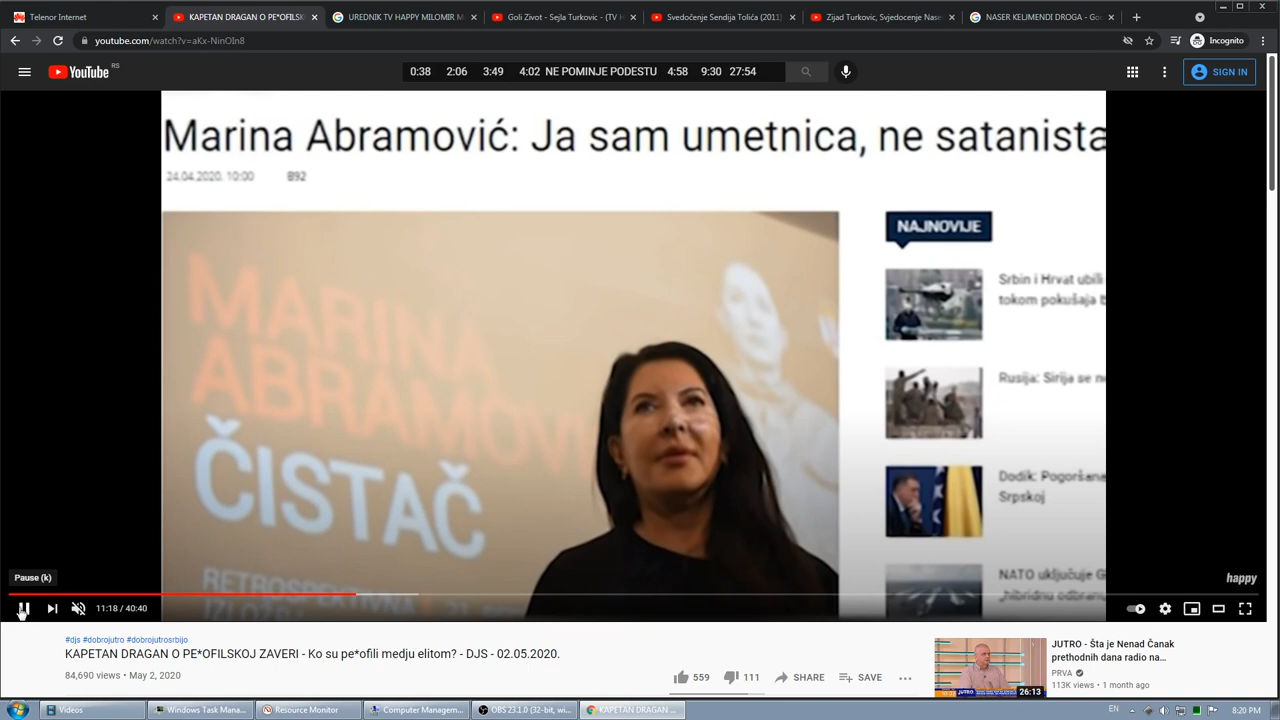 Telenor Internet
KAPETAN DRAGAN O PE*OFILSK
UREDNIK TV HAPPY MILOMIR M
Goli Zivot - Sejla Turkovic - (TV H
Svedočenje Sendija Tolića (2011)
Zijad Turkovic, Svjedocenje Nase
NASER KELJMENDI DROGA - Goo
youtube.com/watch?v=aKx-NinOIn8
Incognito
YouTube RS
0:38 2:06 3:49 4:02 NE POMINJE PODESTU 4:58 9:30 27:54
SIGN IN
Marina Abramović: Ja sam umetnica, ne satanista
24.04.2020. 10:00 B92
NAJNOVIJE
Srbin i Hrvat ubili
tokom pokušaja b
Rusija: Sirija se ne
Dodik: Pogoršana
Srpskoj
NATO uključuje G
„hibridnu odbranu
MARINA
ABRAMOVI
ČISTAČ
happy
Pause (k)
11:18 / 40:40
#djs #dobrojutro #dobrojutrosrbijo
KAPETAN DRAGAN O PE*OFILSKOJ ZAVERI - Ko su pe*ofili medju elitom? - DJS - 02.05.2020.
84,690 views • May 2, 2020
559
111
SHARE
SAVE
JUTRO
26:13
JUTRO - Šta je Nenad Čanak
prethodnih dana radio na...
PRVA
113K views • 1 month ago
Videos
Windows Task Mana...
Resource Monitor
Computer Managem...
OBS 23.1.0 (32-bit, wi...
KAPETAN DRAGAN ...
EN
8:20 PM